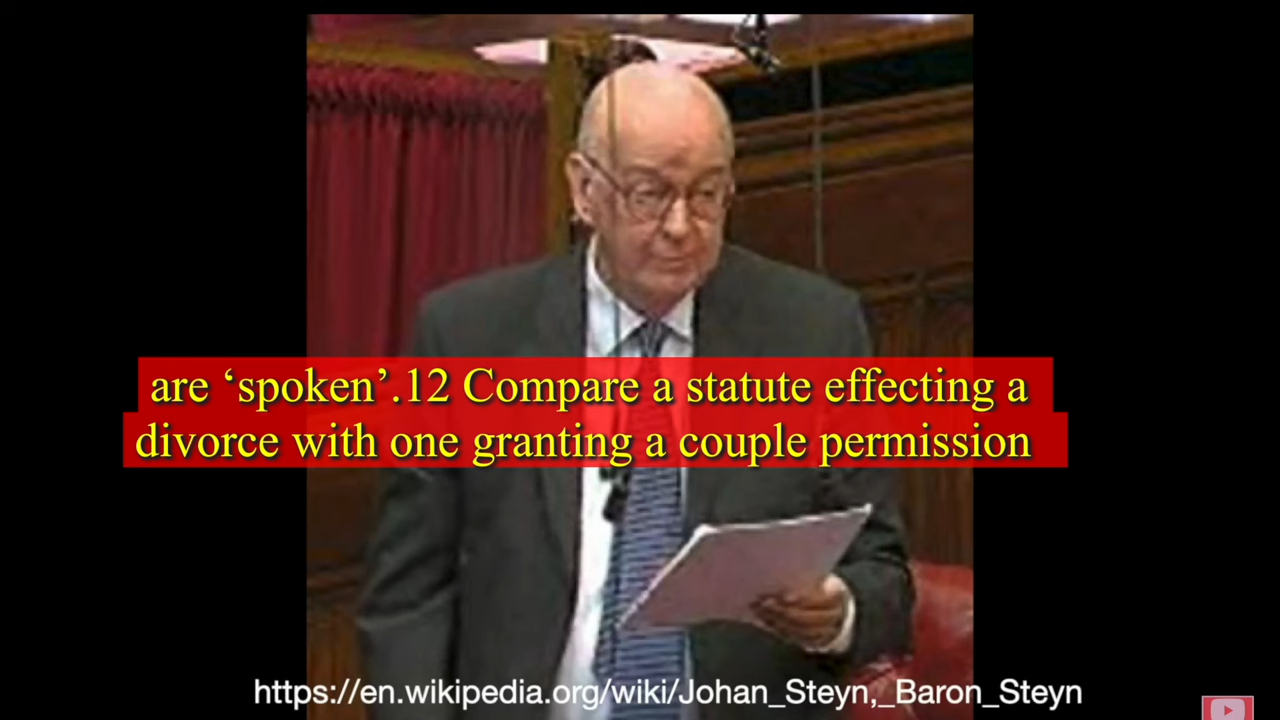 are ‘spoken’.12 Compare a statute effecting a
divorce with one granting a couple permission
https://en.wikipedia.org/wiki/Johan_Steyn,_Baron_Steyn